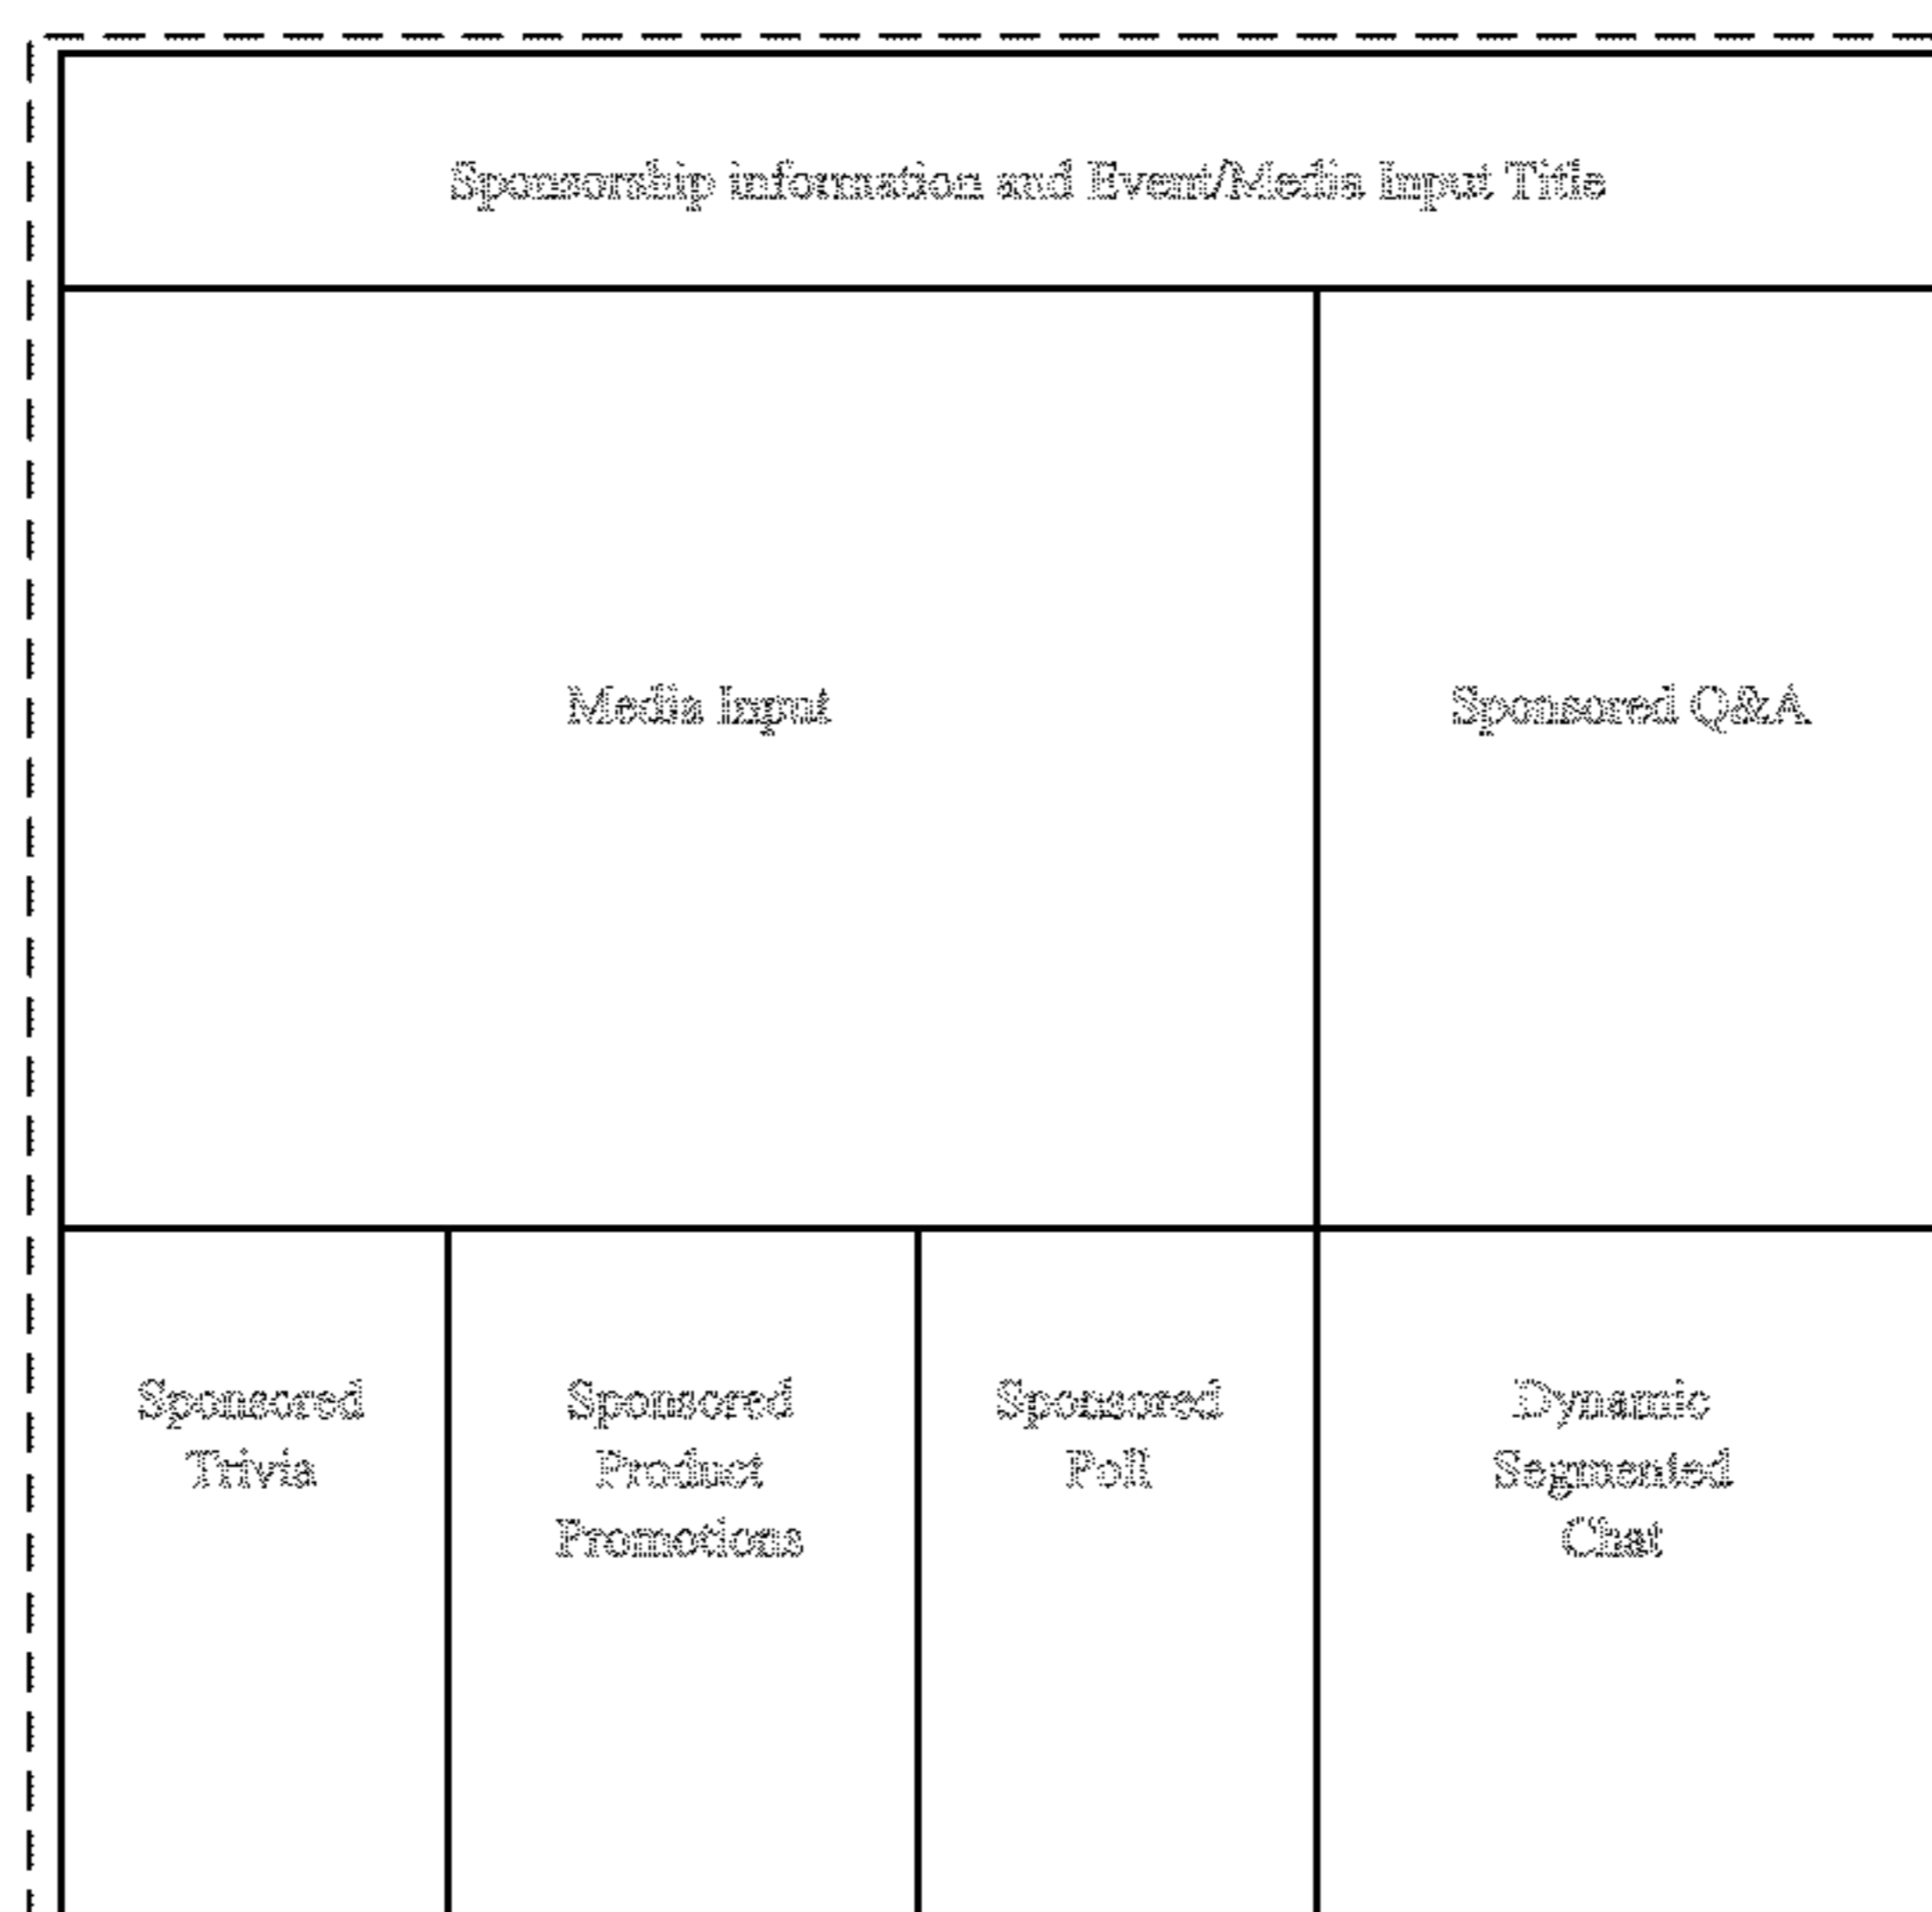 Sponsorship information and Event/Media Input Title
Media Input
Sponsored Q&A
Sponsored
Trivia
Sponsored
Product
Promotions
Sponsored
Poll
Dynamic
Segmented
Chat